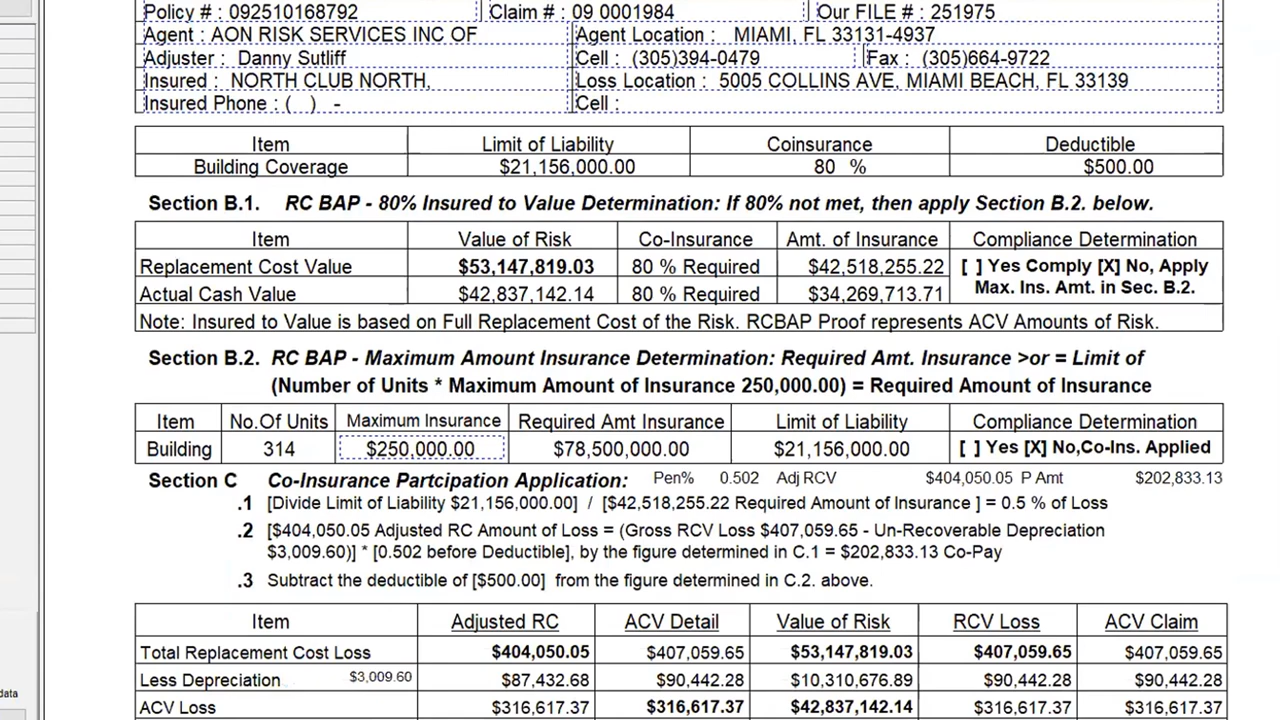 Policy # : 092510168792 Claim # : 09 0001984 Our FILE # : 251975
Agent : AON RISK SERVICES INC OF Agent Location : MIAMI, FL 33131-4937
Adjuster : Danny Sutliff Cell : (305)394-0479 Fax : (305)664-9722
Insured : NORTH CLUB NORTH, Loss Location : 5005 COLLINS AVE, MIAMI BEACH, FL 33139
Insured Phone : ( ) - Cell :
Item Limit of Liability Coinsurance Deductible
Building Coverage $21,156,000.00 80 % $500.00
Section B.1. RC BAP - 80% Insured to Value Determination: If 80% not met, then apply Section B.2. below.
Item Value of Risk Co-Insurance Amt. of Insurance Compliance Determination
Replacement Cost Value $53,147,819.03 80 % Required $42,518,255.22 [ ] Yes Comply [X] No, Apply
Actual Cash Value $42,837,142.14 80 % Required $34,269,713.71 Max. Ins. Amt. in Sec. B.2.
Note: Insured to Value is based on Full Replacement Cost of the Risk. RCBAP Proof represents ACV Amounts of Risk.
Section B.2. RC BAP - Maximum Amount Insurance Determination: Required Amt. Insurance >or = Limit of
(Number of Units * Maximum Amount of Insurance 250,000.00) = Required Amount of Insurance
Item No.Of Units Maximum Insurance Required Amt Insurance Limit of Liability Compliance Determination
Building 314 $250,000.00 $78,500,000.00 $21,156,000.00 [ ] Yes [X] No,Co-Ins. Applied
Section C Co-Insurance Partcipation Application: Pen% 0.502 Adj RCV $404,050.05 P Amt $202,833.13
.1 [Divide Limit of Liability $21,156,000.00] / [$42,518,255.22 Required Amount of Insurance ] = 0.5 % of Loss
.2 [$404,050.05 Adjusted RC Amount of Loss = (Gross RCV Loss $407,059.65 - Un-Recoverable Depreciation
$3,009.60)] * [0.502 before Deductible], by the figure determined in C.1 = $202,833.13 Co-Pay
.3 Subtract the deductible of [$500.00] from the figure determined in C.2. above.
Item Adjusted RC ACV Detail Value of Risk RCV Loss ACV Claim
Total Replacement Cost Loss $404,050.05 $407,059.65 $53,147,819.03 $407,059.65 $407,059.65
Less Depreciation $3,009.60 $87,432.68 $90,442.28 $10,310,676.89 $90,442.28 $90,442.28
ACV Loss $316,617.37 $316,617.37 $42,837,142.14 $316,617.37 $316,617.37
data